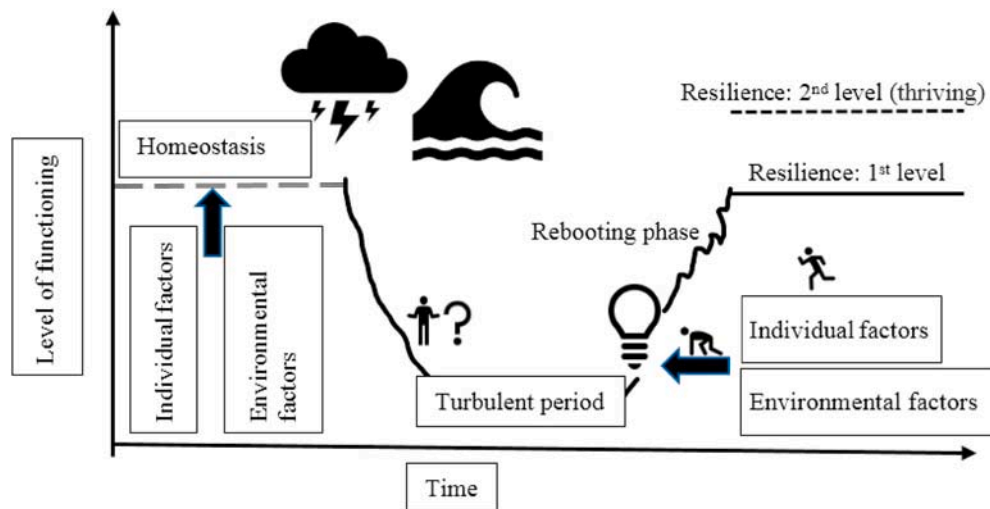 Resilience: 2nd level (thriving)
Homeostasis
Resilience: 1st level
Rebooting phase
Level of functioning
Individual factors
Environmental
factors
?
Individual factors
Turbulent period
Environmental factors
Time